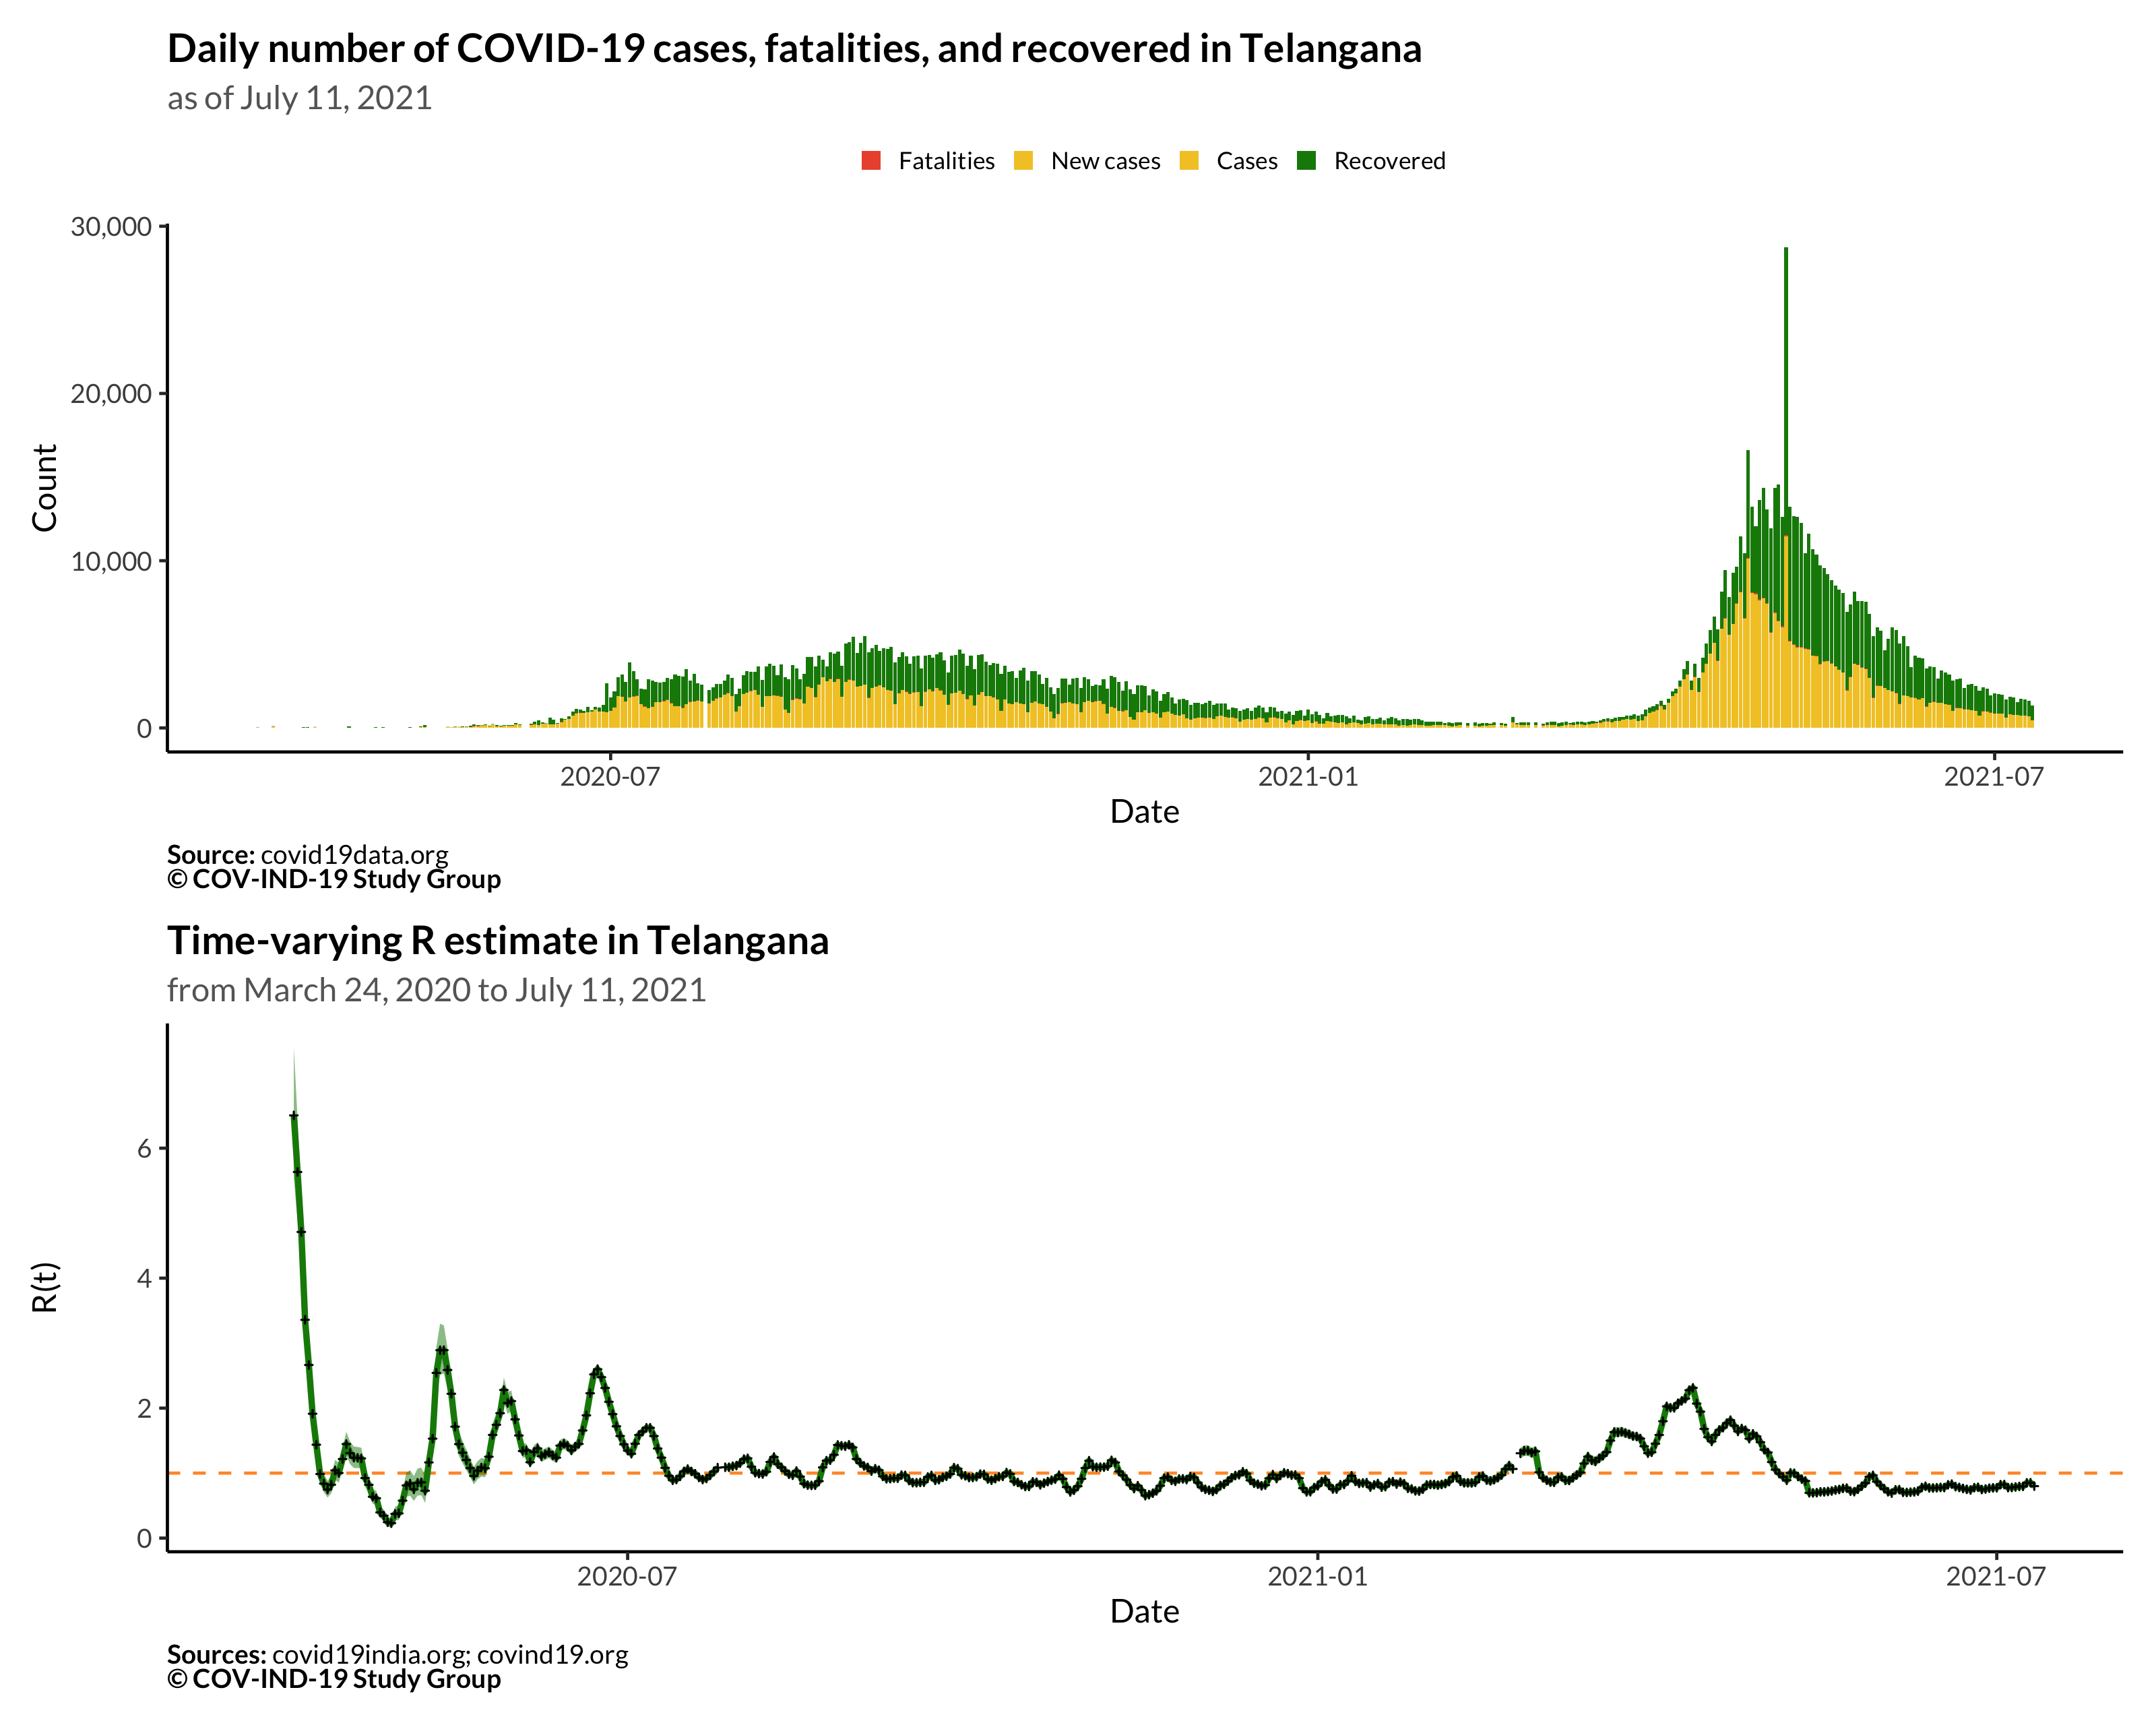 Daily number of COVID-19 cases, fatalities, and recovered in Telangana
as of July 11, 2021
Fatalities New cases Cases Recovered
30,000
20,000
10,000
0
Count
2020-07 2021-01 2021-07
Date
Source: covid19data.org
© COV-IND-19 Study Group
Time-varying R estimate in Telangana
from March 24, 2020 to July 11, 2021
6
4
2
0
R(t)
2020-07 2021-01 2021-07
Date
Sources: covid19india.org; covind19.org
© COV-IND-19 Study Group